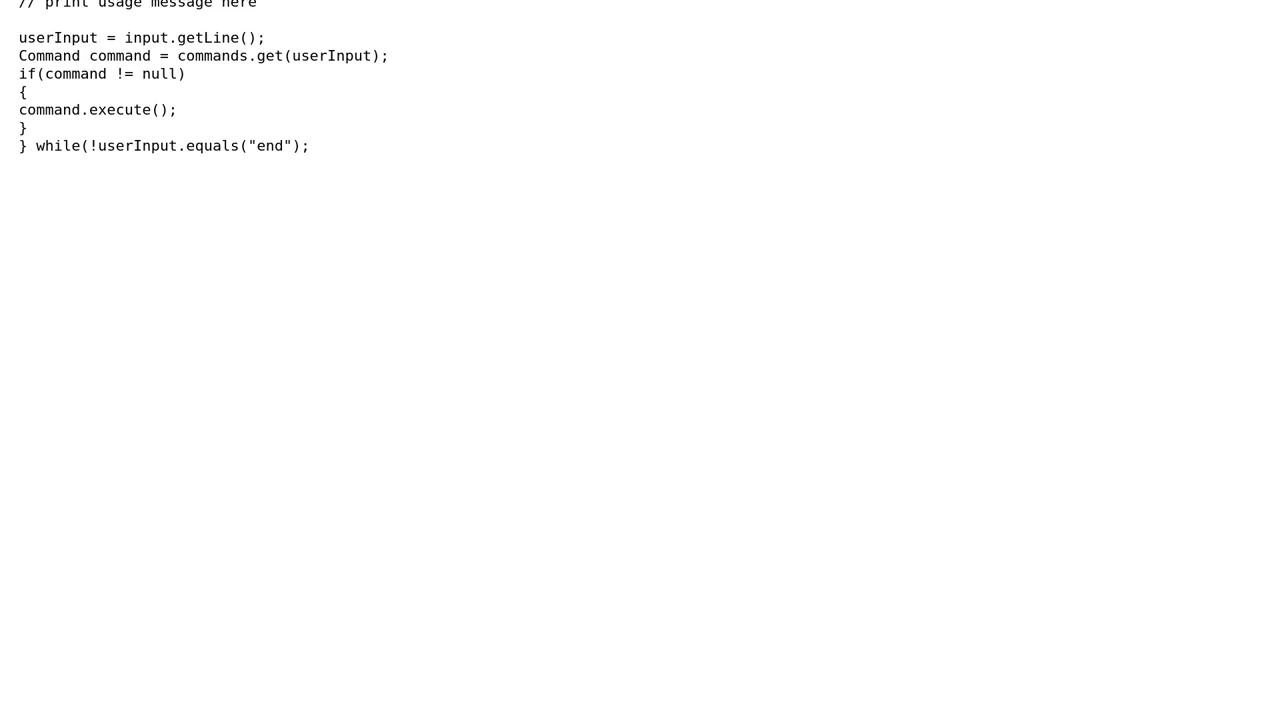 // print usage message here
userInput = input.getLine();
Command command = commands.get(userInput);
if(command != null)
{
command.execute();
}
} while(!userInput.equals("end");